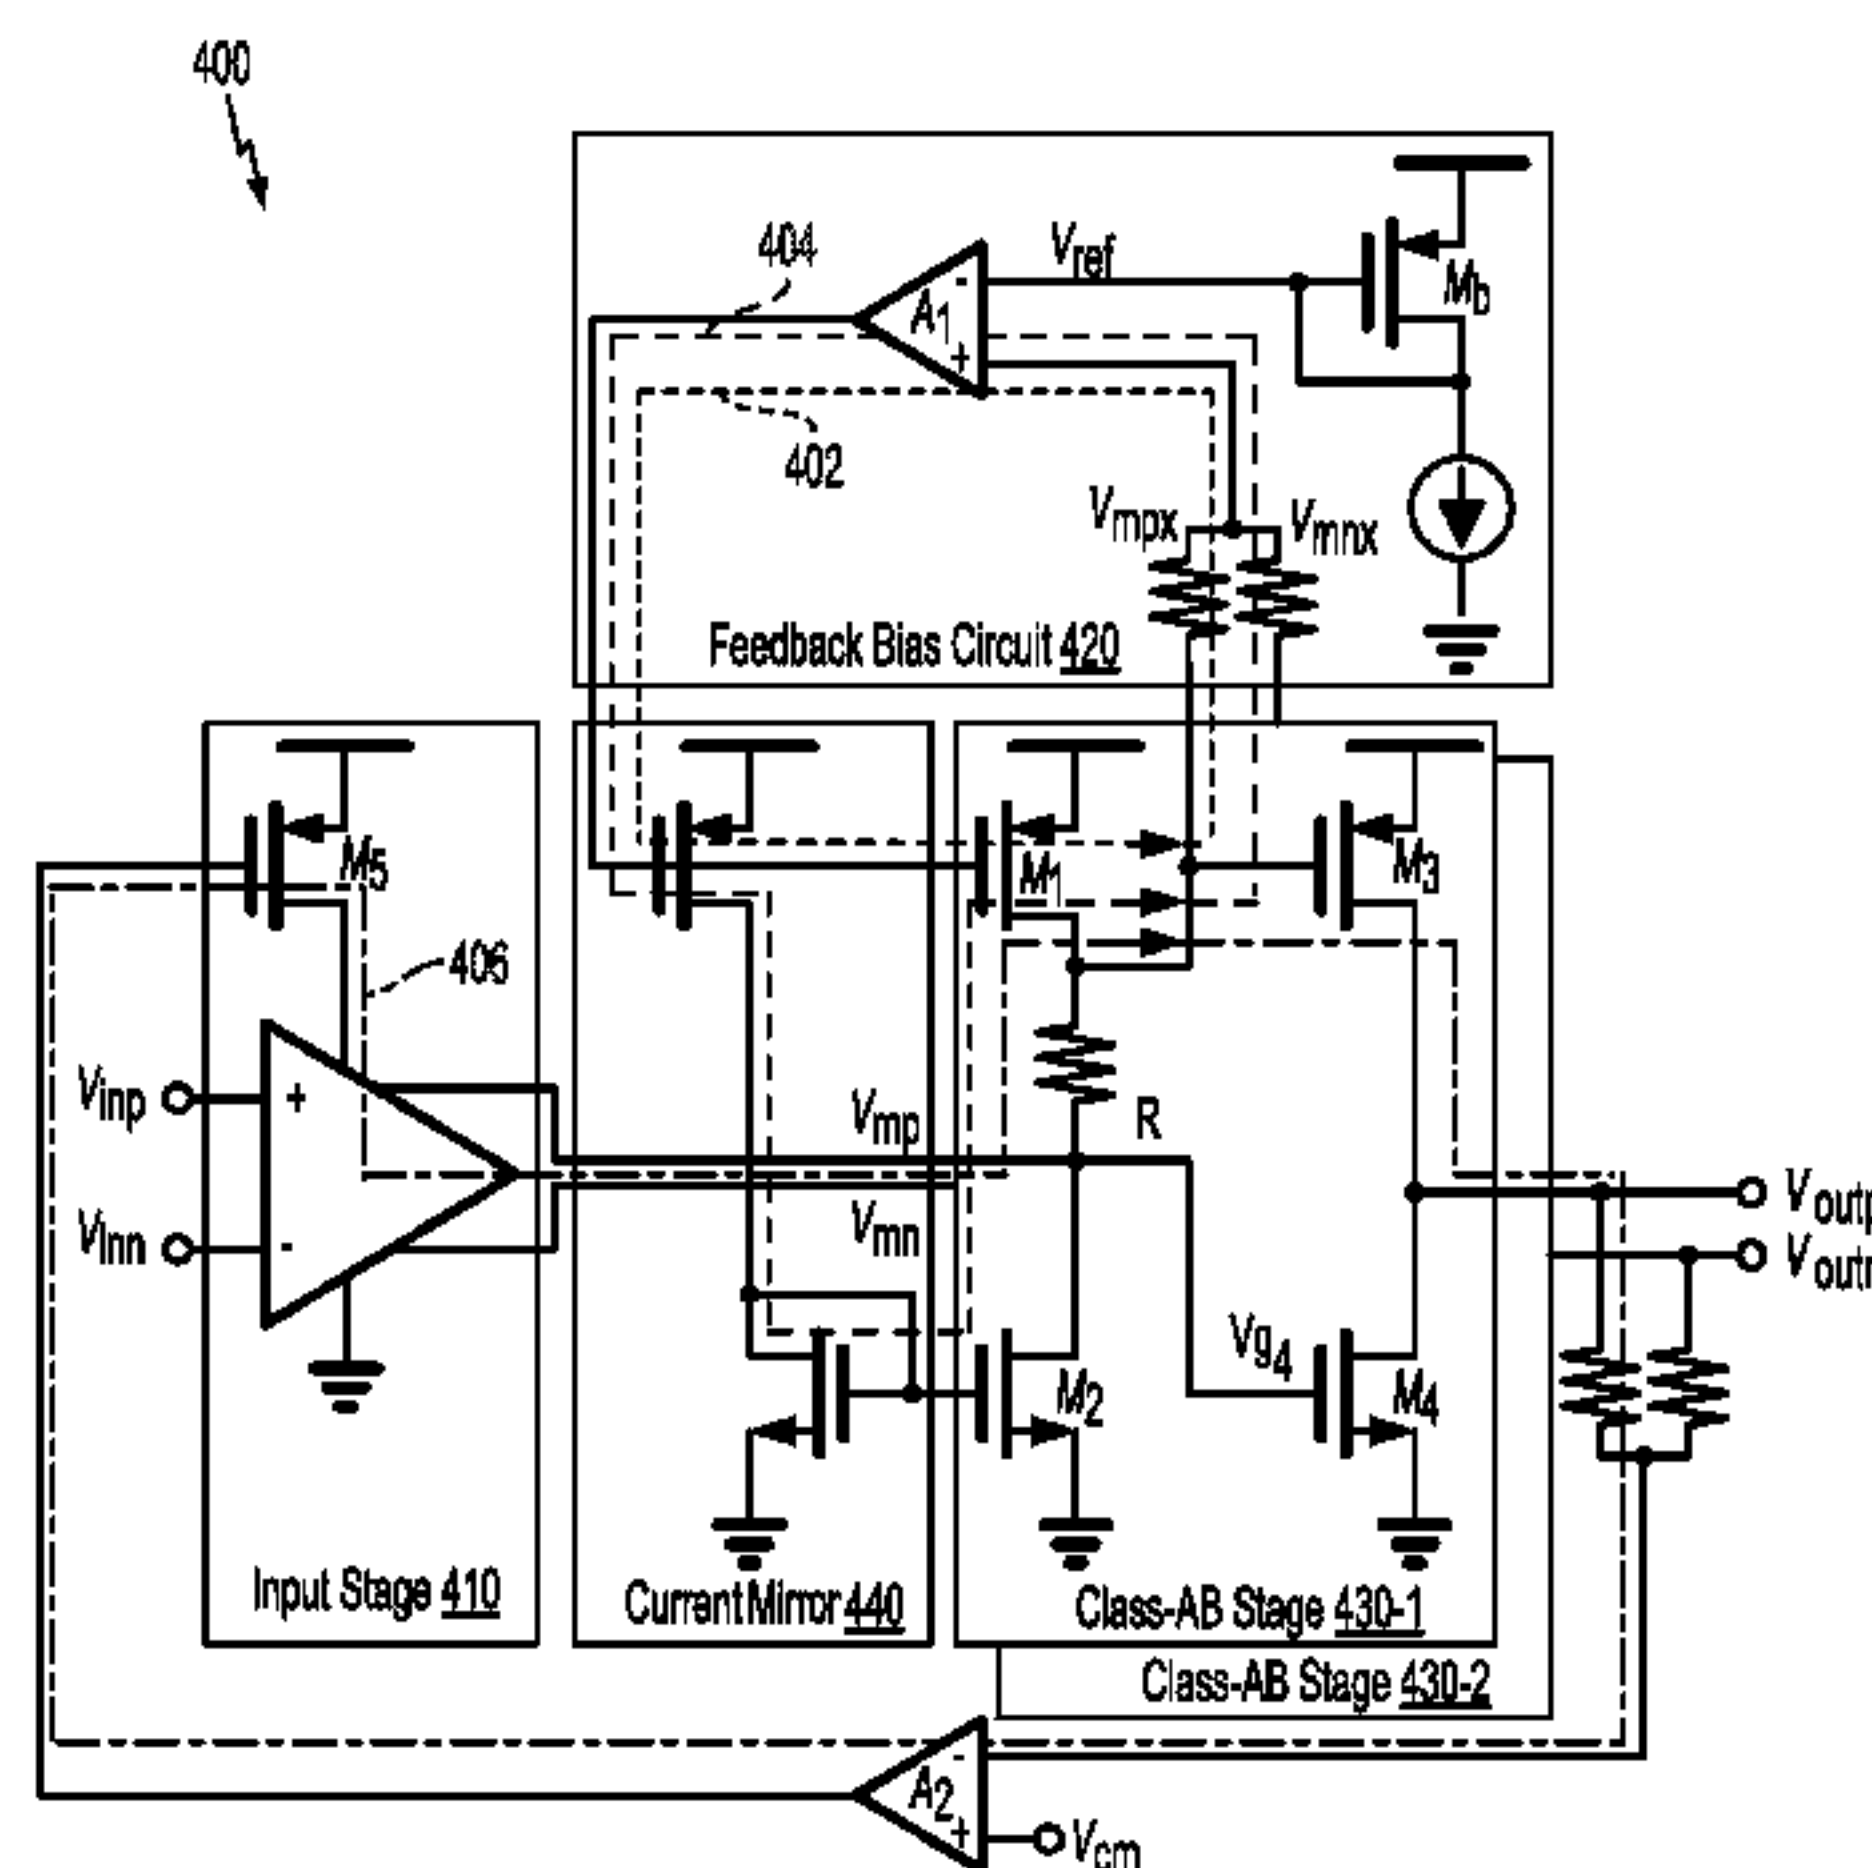 400
404
Vref
A1
-
+
Mb
402
Vmpx
Vmnx
Feedback Bias Circuit 420
M5
M1
M3
406
Vinp
+
Vmp
R
Vinn
-
Vmn
Voutp
Voutn
Vg4
M2
M4
Input Stage 410
Current Mirror 440
Class-AB Stage 430-1
Class-AB Stage 430-2
-
A2
+
Vcm